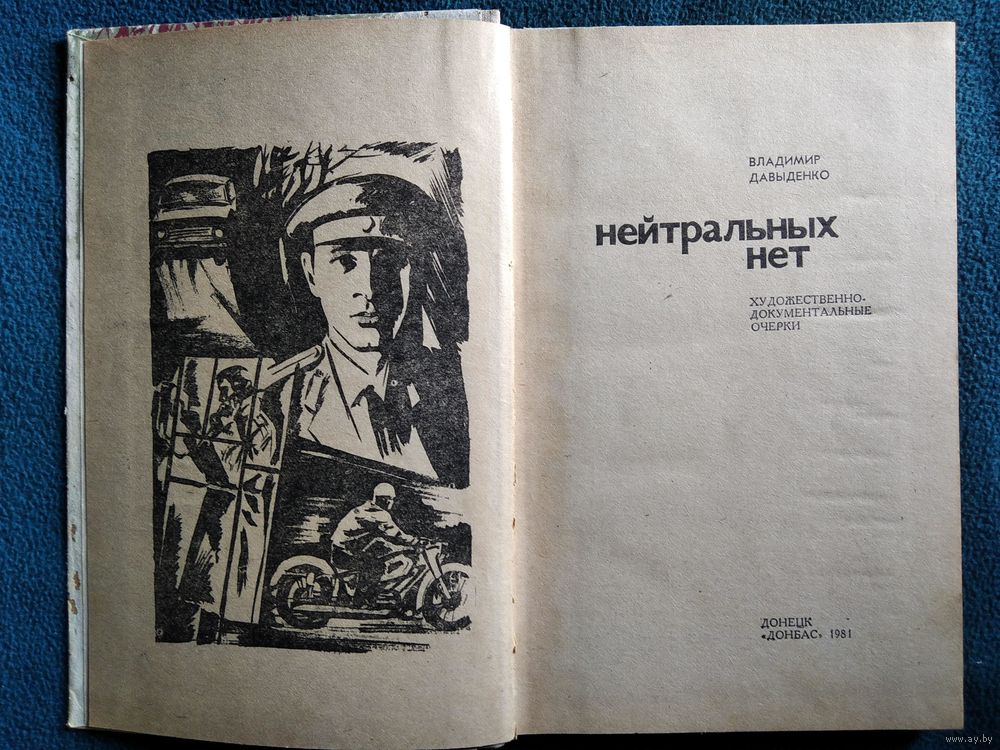 ВЛАДИМИР
ДАВЫДЕНКО
нейтральных
нет
ХУДОЖЕСТВЕННО-
ДОКУМЕНТАЛЬНЫЕ
ОЧЕРКИ
ДОНЕЦК
«ДОНБАС» 1981
www.ay.by